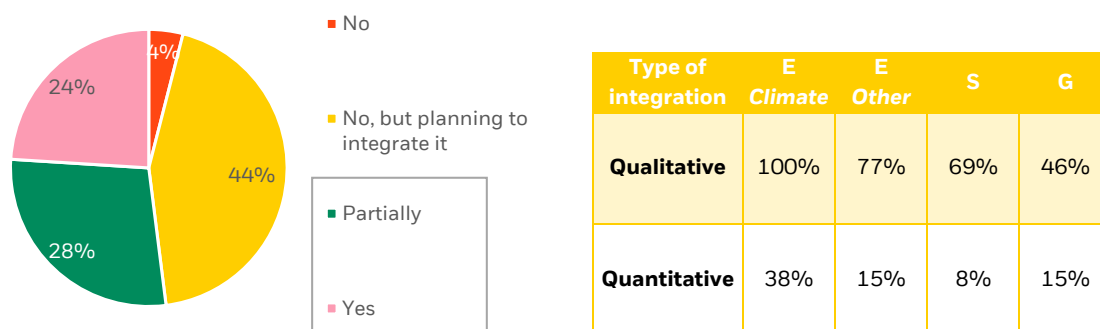 4%
44%
28%
24%
No
No, but planning to
integrate it
Partially
Yes
Type of integration E Climate E Other S G
Qualitative 100% 77% 69% 46%
Quantitative 38% 15% 8% 15%